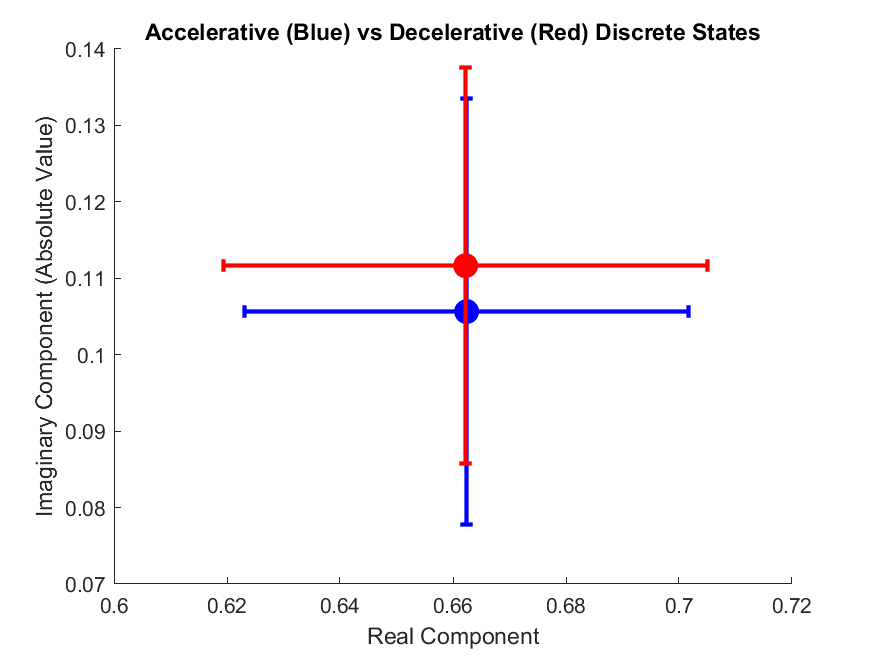 Accelerative (Blue) vs Decelerative (Red) Discrete States
0.14
0.13
0.12
0.11
0.1
0.09
0.08
0.07
Imaginary Component (Absolute Value)
0.6 0.62 0.64 0.66 0.68 0.7 0.72
Real Component